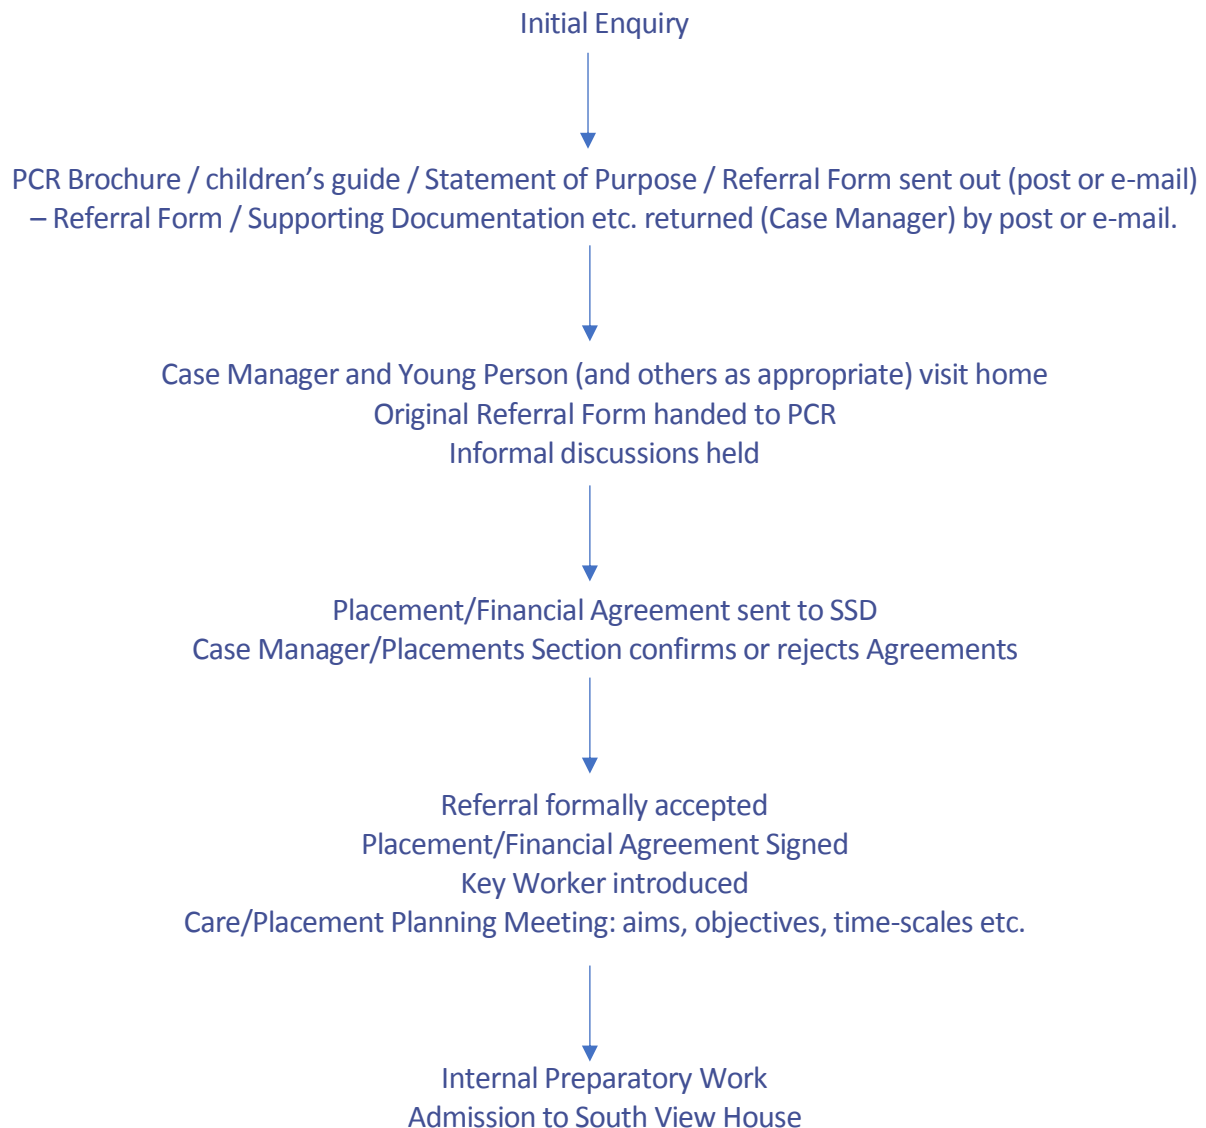 Initial Enquiry
PCR Brochure / children’s guide / Statement of Purpose / Referral Form sent out (post or e-mail)
– Referral Form / Supporting Documentation etc. returned (Case Manager) by post or e-mail.
Case Manager and Young Person (and others as appropriate) visit home
Original Referral Form handed to PCR
Informal discussions held
Placement/Financial Agreement sent to SSD
Case Manager/Placements Section confirms or rejects Agreements
Referral formally accepted
Placement/Financial Agreement Signed
Key Worker introduced
Care/Placement Planning Meeting: aims, objectives, time-scales etc.
Internal Preparatory Work
Admission to South View House